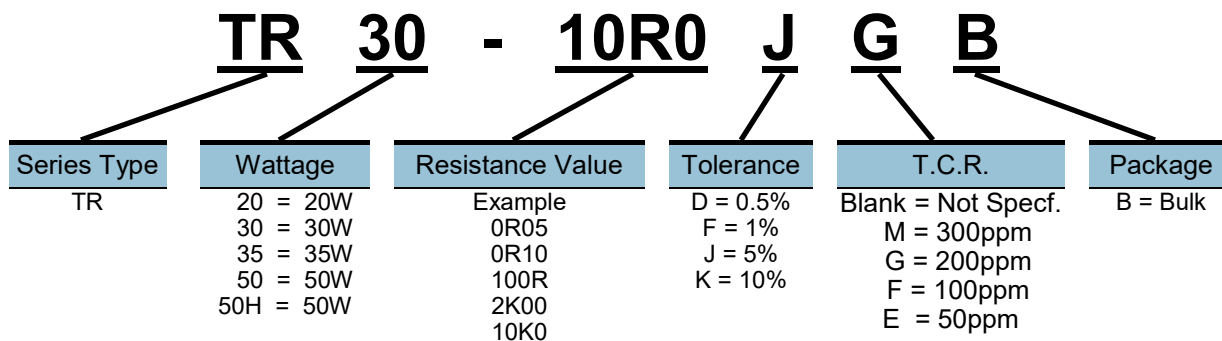 TR 30 - 10R0 J G B
Series Type
TR
Wattage
20 = 20W
30 = 30W
35 = 35W
50 = 50W
50H = 50W
Resistance Value
Example
0R05
0R10
100R
2K00
10K0
Tolerance
D = 0.5%
F = 1%
J = 5%
K = 10%
T.C.R.
Blank = Not Specf.
M = 300ppm
G = 200ppm
F = 100ppm
E = 50ppm
Package
B = Bulk